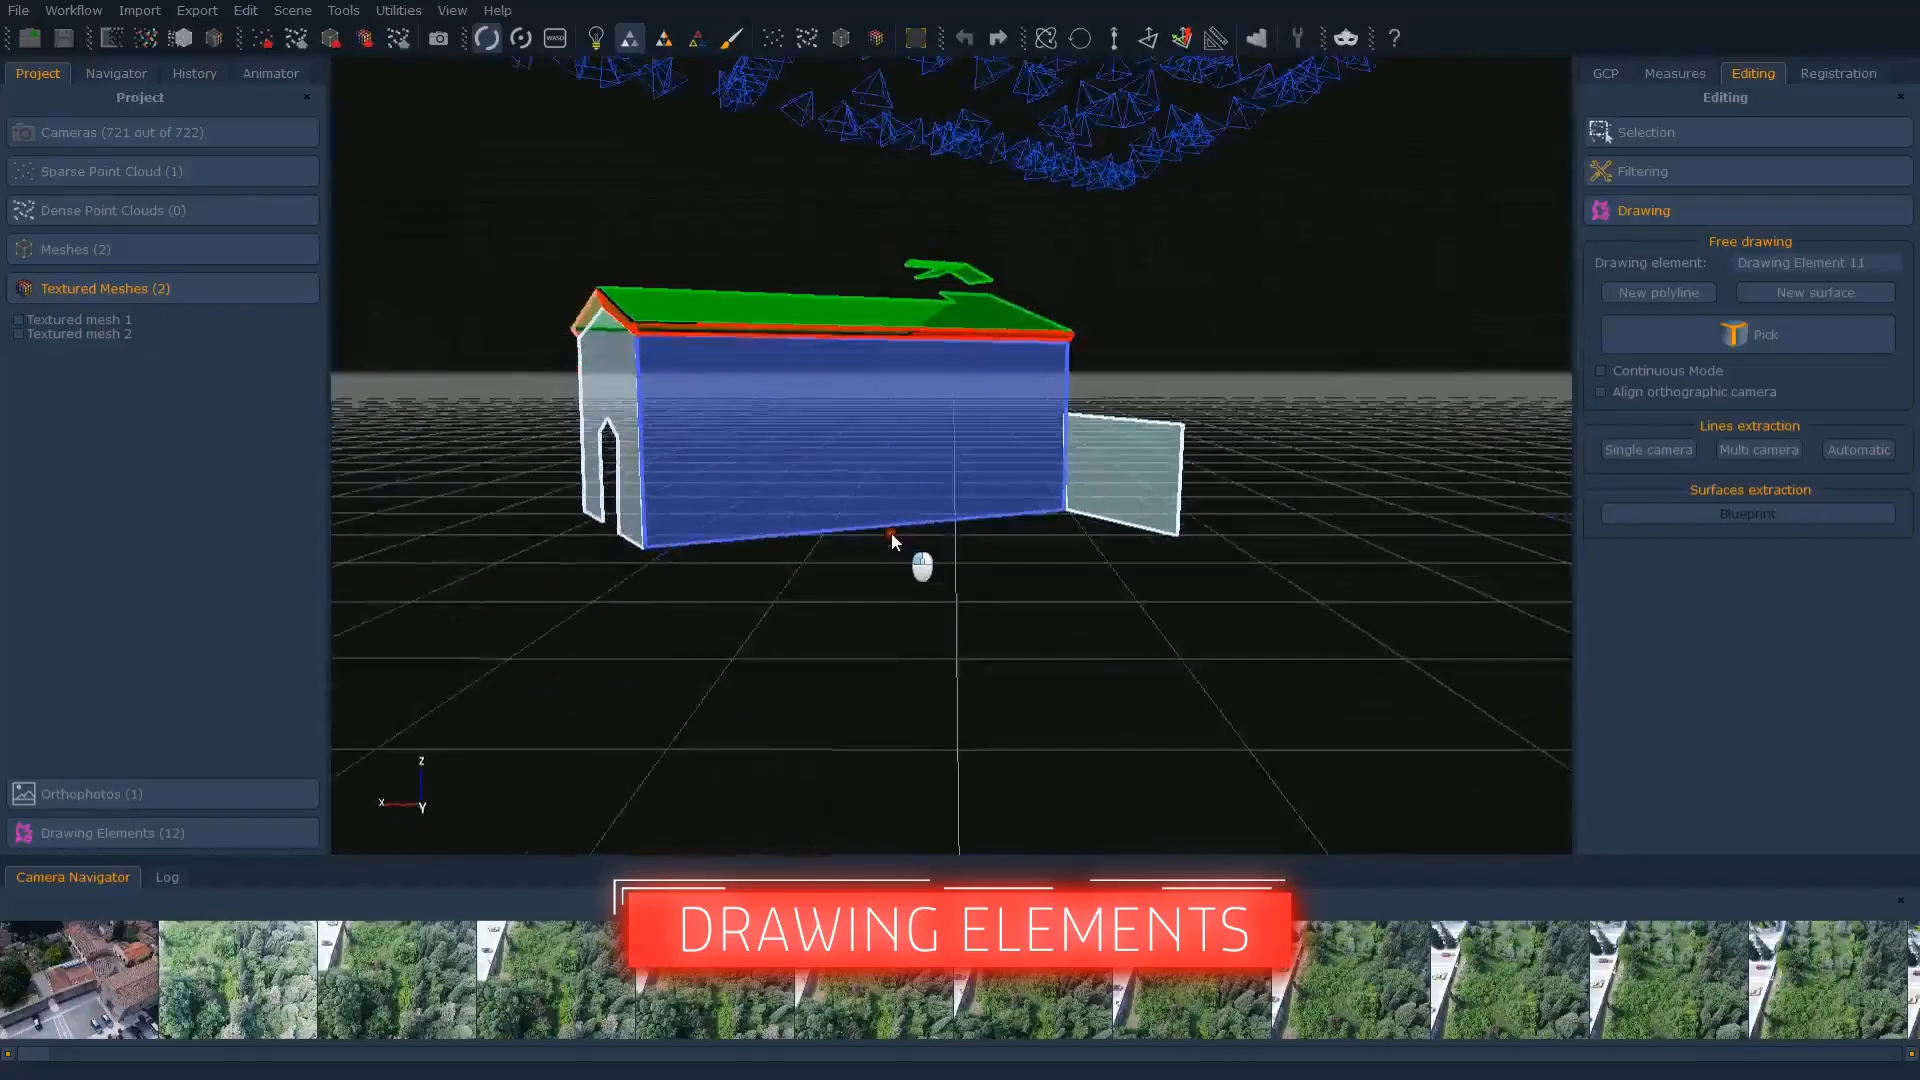 File Workflow Import Export Edit Scene Tools Utilities View Help
WASD
?
Project Navigator History Animator
Project
Cameras (721 out of 722)
Sparse Point Cloud (1)
Dense Point Clouds (0)
Meshes (2)
Textured Meshes (2)
Textured mesh 1
Textured mesh 2
Orthophotos (1)
Drawing Elements (12)
z
x
Y
GCP Measures Editing Registration
Editing
Selection
Filtering
Drawing
Free drawing
Drawing element: Drawing Element 11
New polyline New surface
Pick
Continuous Mode
Align orthographic camera
Lines extraction
Single camera Multi camera Automatic
Surfaces extraction
Blueprint
Camera Navigator Log
DRAWING ELEMENTS